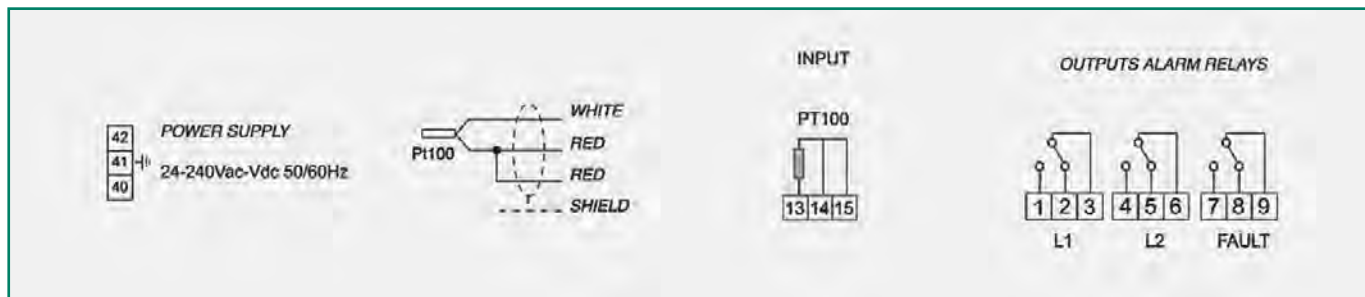 42
41
40
POWER SUPPLY
24-240Vac-Vdc 50/60Hz
Pt100
WHITE
RED
RED
r
SHIELD
INPUT
PT100
13 14 15
OUTPUTS ALARM RELAYS
1 2 3 4 5 6 7 8 9
L1 L2 FAULT